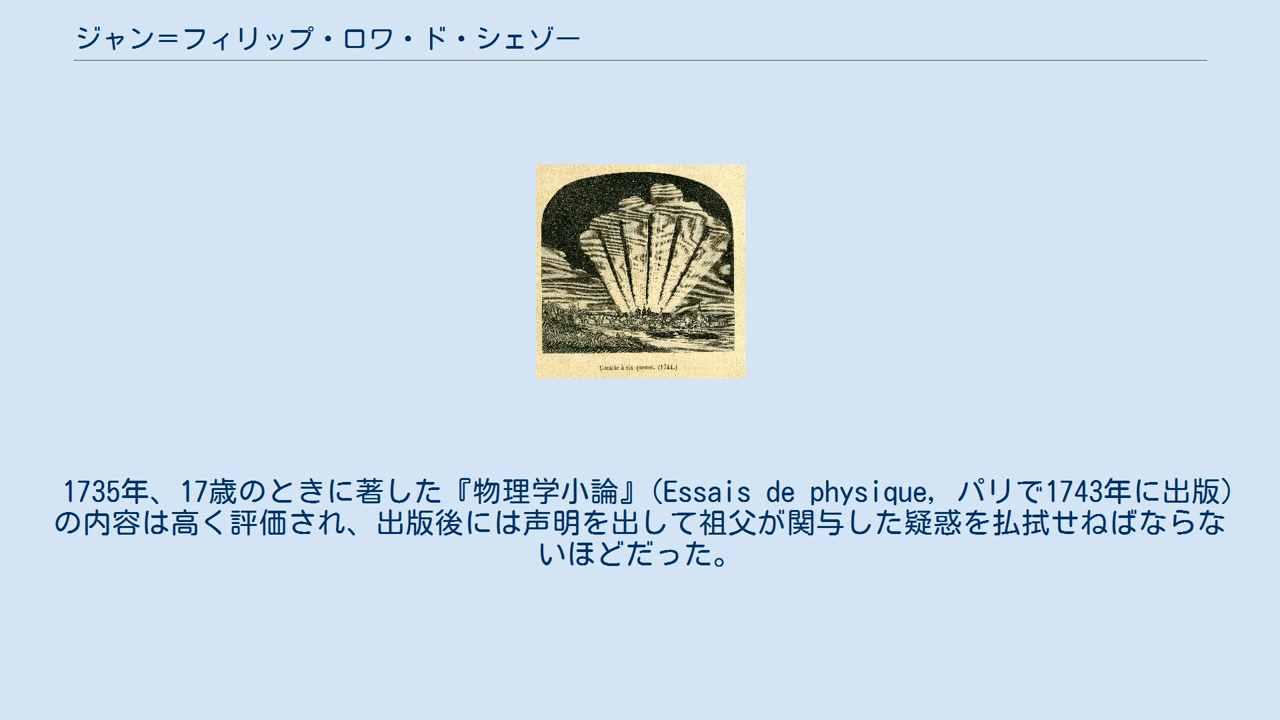 ジャン＝フィリップ・ロワ・ド・シェゾー
Comète à six queues. (1744.)
1735年、17歳のときに著した『物理学小論』（Essais de physique, パリで1743年に出版）
の内容は高く評価され、出版後には声明を出して祖父が関与した疑惑を払拭せねばならな
いほどだった。